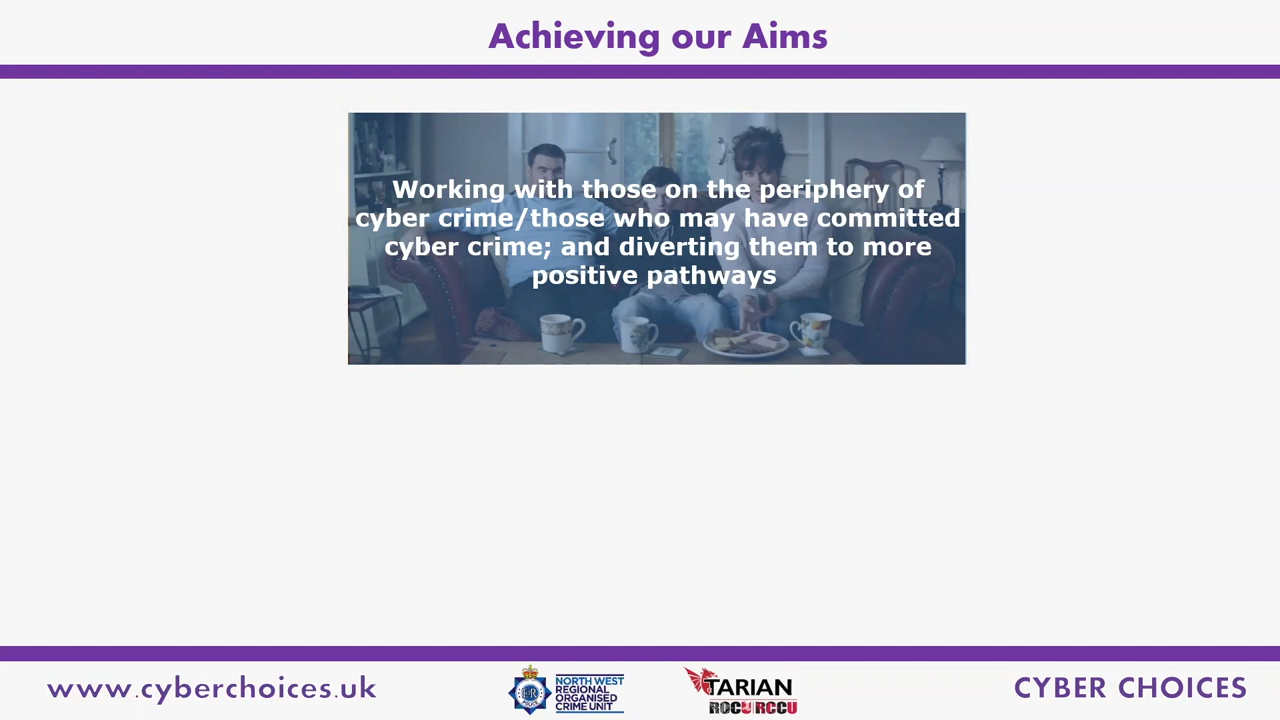 Achieving our Aims
Working with those on the periphery of
cyber crime/those who may have committed
cyber crime; and diverting them to more
positive pathways
www.cyberchoices.uk
NORTH WEST
REGIONAL
ORGANISED
CRIME UNIT
TARIAN
ROCU RCCU
CYBER CHOICES